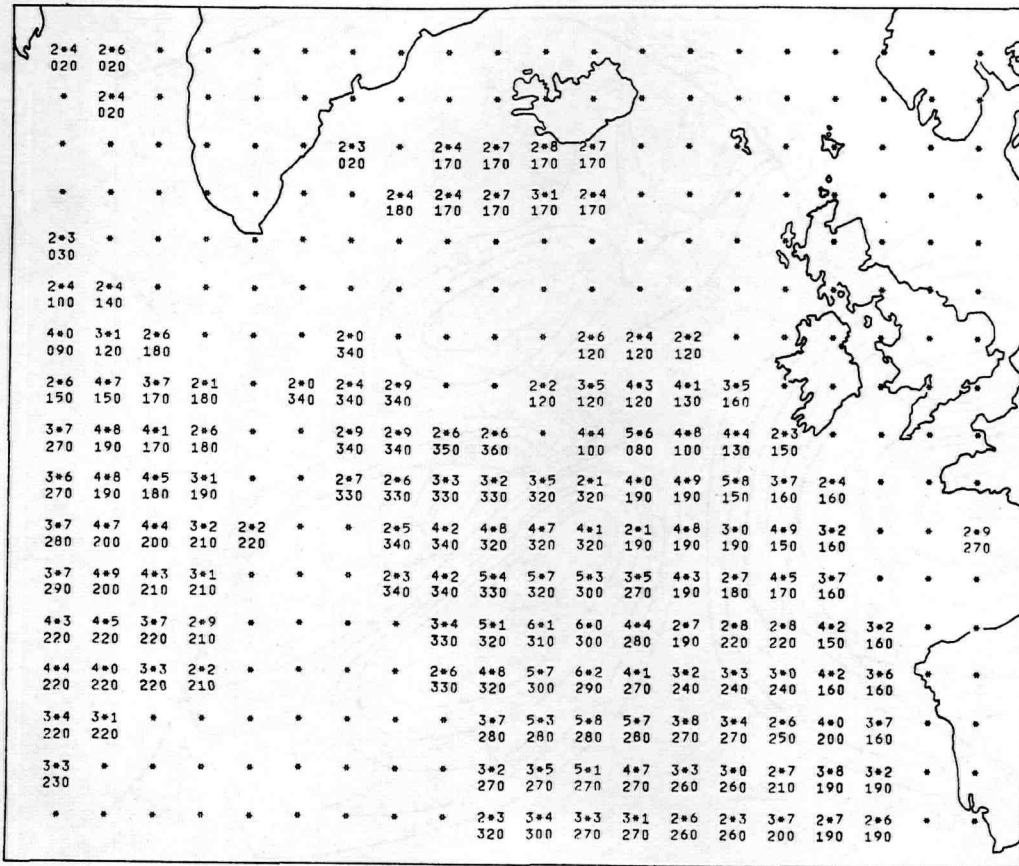 2*4 2*6 * * * * * * * * * * * * * * * * * *
020 020
* 2*4 * * * * * * * * * * * * * * * * * *
020
* * * * * * 2*3 * 2*4 2*7 2*8 2*7 * * * * * * * *
020 170 170 170 170
* * * * * * * 2*4 2*4 2*7 3*1 2*4 * * * * * * * *
180 170 170 170 170
2*3 * * * * * * * * * * * * * * * * * * *
030
2*4 2*4 * * * * * * * * * * * * * * * * * *
100 140
4*0 3*1 2*6 * * * 2*0 * * * * 2*6 2*4 2*2 * * * * * *
090 120 180 340 120 120 120
2*6 4*7 3*7 2*1 * 2*0 2*4 2*9 * * 2*2 3*5 4*3 4*1 3*5 * * * * *
150 150 170 180 340 340 340 120 120 120 130 160
3*7 4*8 4*1 2*6 * * 2*9 2*9 2*6 2*6 * 4*4 5*6 4*8 4*4 2*3 * * * *
270 190 170 180 340 340 350 360 100 080 100 130 150
3*6 4*8 4*5 3*1 * * 2*7 2*6 3*3 3*2 3*5 2*1 4*0 4*9 5*8 3*7 2*4 * * *
270 190 180 190 330 330 330 330 320 320 190 190 150 160 160
3*7 4*7 4*4 3*2 2*2 * * 2*5 4*2 4*8 4*7 4*1 2*1 4*8 3*0 4*9 3*2 * * 2*9
280 200 200 210 220 340 340 320 320 320 190 190 190 150 160 270
3*7 4*9 4*3 3*1 * * * 2*3 4*2 5*4 5*7 5*3 3*5 4*3 2*7 4*5 3*7 * * *
290 200 210 210 340 340 330 320 300 270 190 180 170 160
4*3 4*5 3*7 2*9 * * * * 3*4 5*1 6*1 6*0 4*4 2*7 2*8 2*8 4*2 3*2 * *
220 220 220 210 330 320 310 300 280 190 220 220 150 160
4*4 4*0 3*3 2*2 * * * * 2*6 4*8 5*7 6*2 4*1 3*2 3*3 3*0 4*2 3*6 * *
220 220 220 210 330 320 300 290 270 240 240 240 160 160
3*4 3*1 * * * * * * * 3*7 5*3 5*8 5*7 3*8 3*4 2*6 4*0 3*7 * *
220 220 280 280 280 280 270 270 250 200 160
3*3 * * * * * * * * 3*2 3*5 5*1 4*7 3*3 3*0 2*7 3*8 3*2 * *
230 270 270 270 270 260 260 210 190 190
* * * * * * * * * 2*3 3*4 3*3 3*1 2*6 2*3 3*7 2*7 2*6 * *
320 300 270 270 260 260 200 190 190